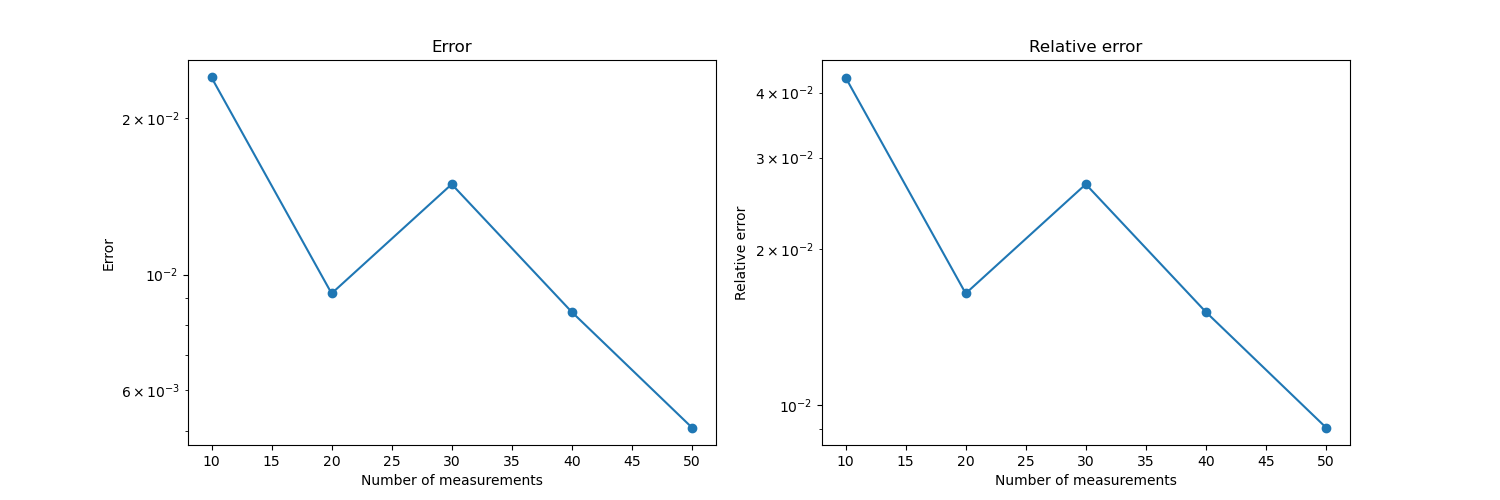 Error
2 × 10⁻²
10⁻²
6 × 10⁻³
Error
10 15 20 25 30 35 40 45 50
Number of measurements
Relative error
4 × 10⁻²
3 × 10⁻²
2 × 10⁻²
10⁻²
Relative error
10 15 20 25 30 35 40 45 50
Number of measurements